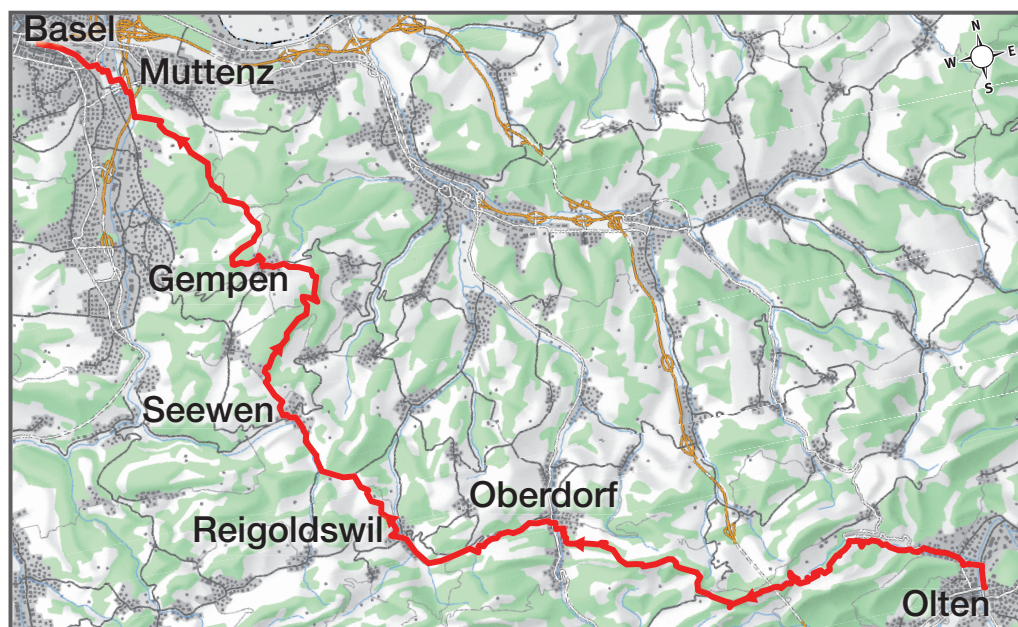 Basel
Muttenz
N
W
E
S
Gempen
Seewen
Oberdorf
Reigoldswil
Olten